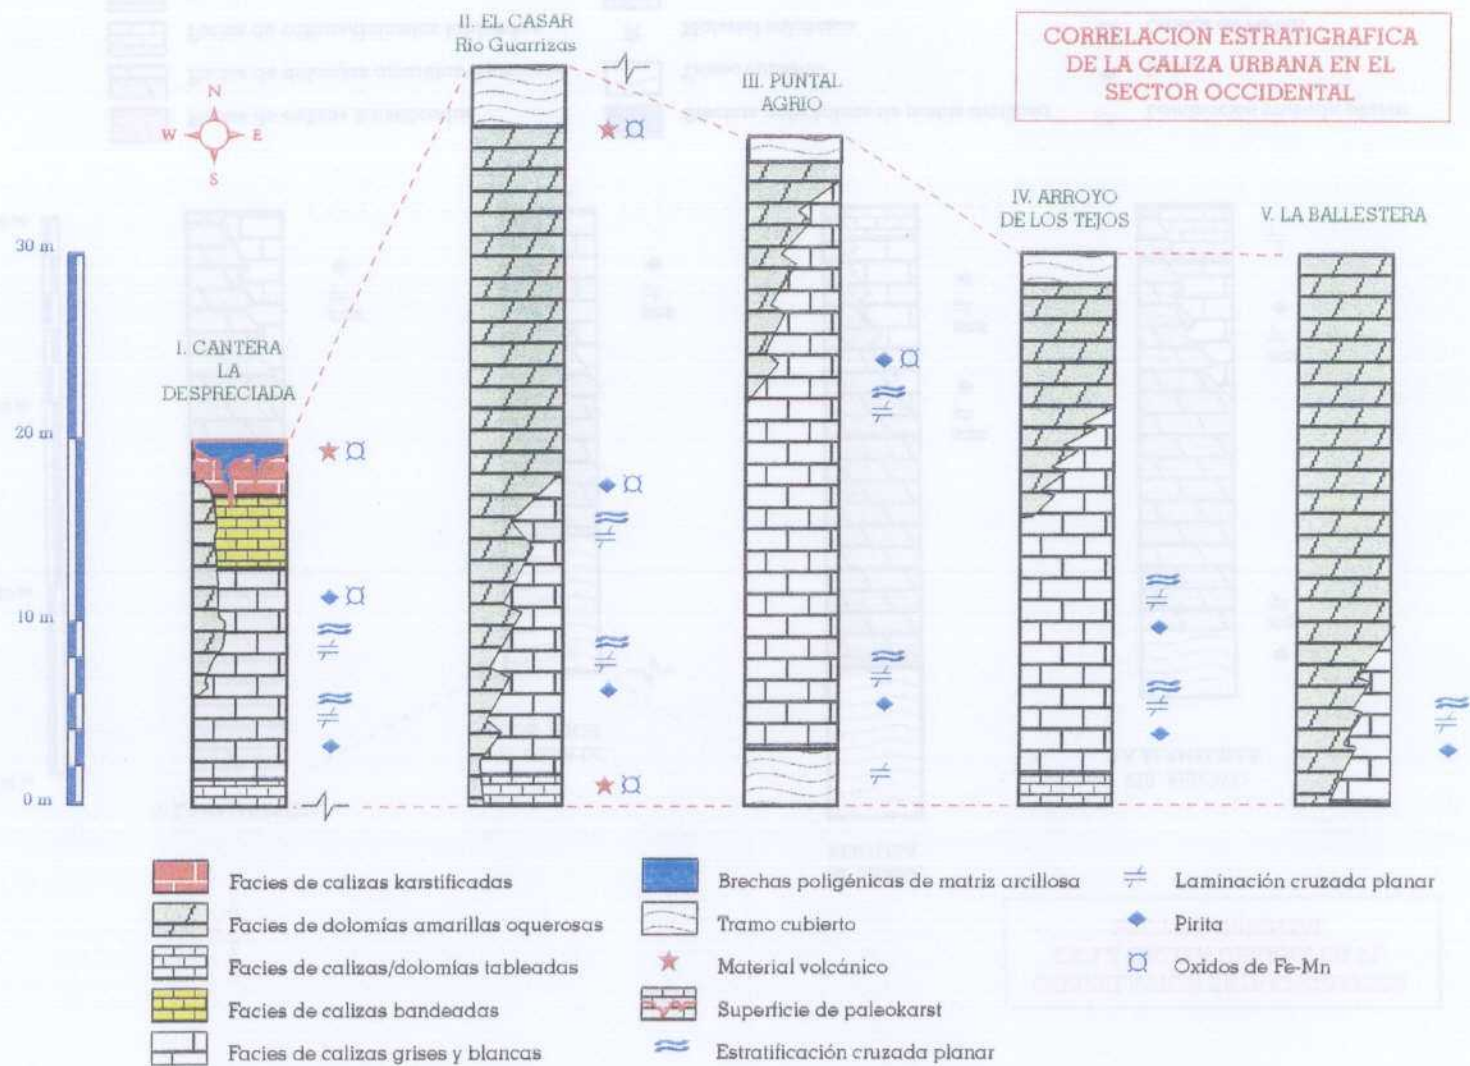 II. EL CASAR
Río Guarrizas
CORRELACION ESTRATIGRAFICA
DE LA CALIZA URBANA EN EL
SECTOR OCCIDENTAL
III. PUNTAL
AGRIO
N
W E
S
IV. ARROYO
DE LOS TEJOS
V. LA BALLESTERA
30 m
I. CANTERA
LA
DESPRECIADA
20 m
10 m
0 m
Facies de calizas karstificadas
Facies de dolomías amarillas oquerosas
Facies de calizas/dolomías tableadas
Facies de calizas bandeadas
Facies de calizas grises y blancas
Brechas poligénicas de matriz arcillosa
Tramo cubierto
Material volcánico
Superficie de paleokarst
Estratificación cruzada planar
Laminación cruzada planar
Pirita
Oxidos de Fe-Mn